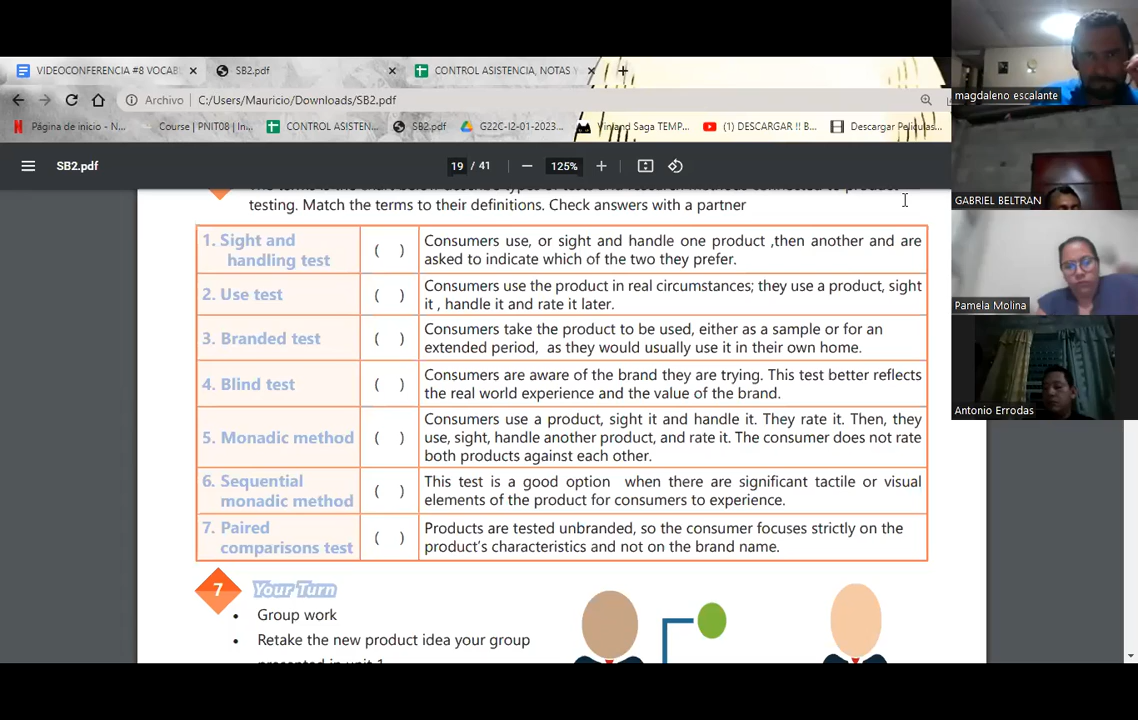 VIDEOCONFERENCIA #8 VOCAB
SB2.pdf
CONTROL ASISTENCIA, NOTAS Y
Archivo
C:/Users/Mauricio/Downloads/SB2.pdf
Página de inicio - N...
Course | PNIT08 | In...
CONTROL ASISTEN...
SB2.pdf
G22C-I2-01-2023...
Vinland Saga TEMP...
(1) DESCARGAR !! B...
Descargar Peliculas...
SB2.pdf
19 / 41
125%
testing. Match the terms to their definitions. Check answers with a partner
1. Sight and
handling test
( )
Consumers use, or sight and handle one product ,then another and are
asked to indicate which of the two they prefer.
2. Use test
( )
Consumers use the product in real circumstances; they use a product, sight
it , handle it and rate it later.
3. Branded test
( )
Consumers take the product to be used, either as a sample or for an
extended period, as they would usually use it in their own home.
4. Blind test
( )
Consumers are aware of the brand they are trying. This test better reflects
the real world experience and the value of the brand.
5. Monadic method
( )
Consumers use a product, sight it and handle it. They rate it. Then, they
use, sight, handle another product, and rate it. The consumer does not rate
both products against each other.
6. Sequential
monadic method
( )
This test is a good option when there are significant tactile or visual
elements of the product for consumers to experience.
7. Paired
comparisons test
( )
Products are tested unbranded, so the consumer focuses strictly on the
product's characteristics and not on the brand name.
7
Your Turn
• Group work
• Retake the new product idea your group
presented in unit 1
magdaleno escalante
GABRIEL BELTRAN
Pamela Molina
Antonio Errodas